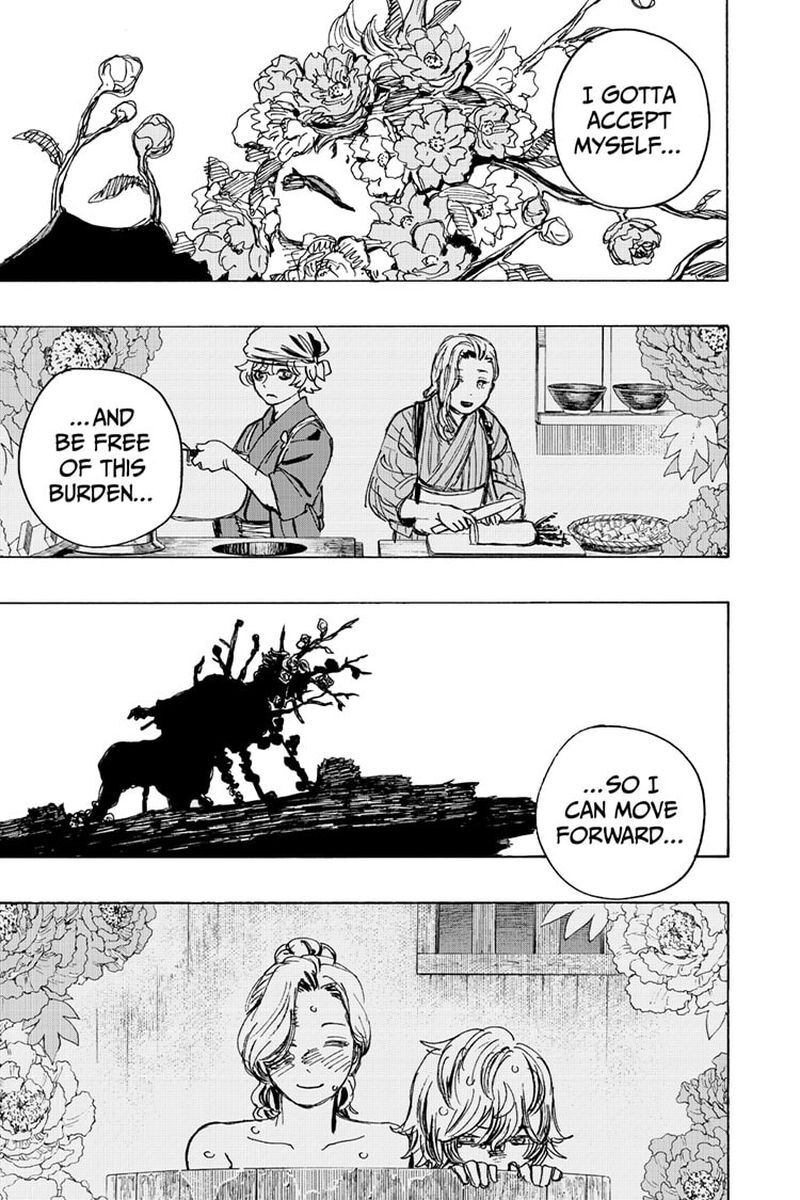 I GOTTA
ACCEPT
MYSELF...
...AND
BE FREE
OF THIS
BURDEN...
...SO I
CAN MOVE
FORWARD...